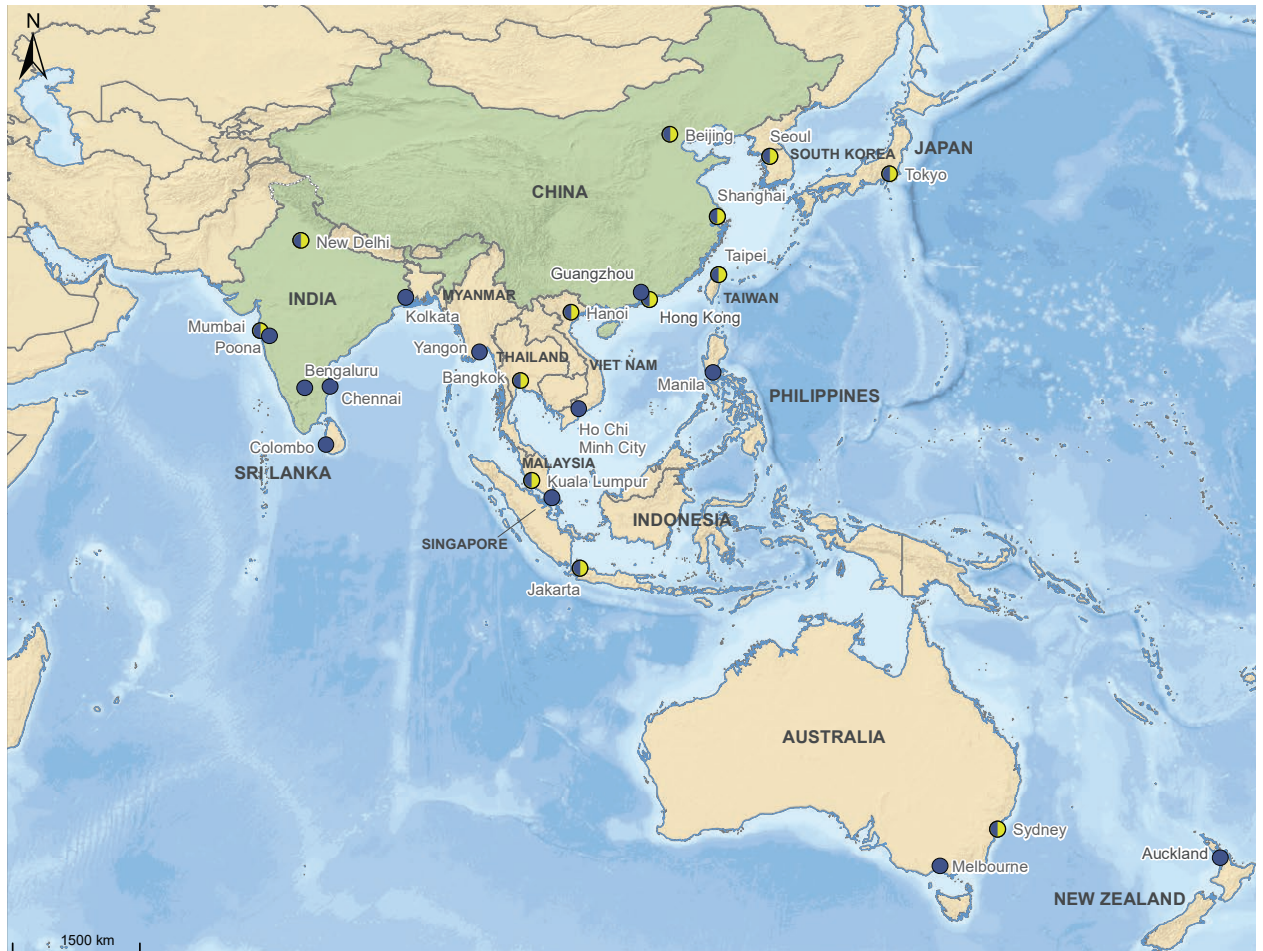 N
Beijing
Seoul
SOUTH KOREA
JAPAN
Tokyo
CHINA
Shanghai
New Delhi
Taipei
Guangzhou
INDIA
MYANMAR
TAIWAN
Kolkata
Hanoi
Hong Kong
Mumbai
Poona
Yangon
THAILAND
VIET NAM
Bengaluru
Bangkok
Manila
Chennai
PHILIPPINES
Ho Chi
Minh City
Colombo
SRI LANKA
MALAYSIA
Kuala Lumpur
INDONESIA
SINGAPORE
Jakarta
AUSTRALIA
Sydney
Auckland
Melbourne
NEW ZEALAND
1500 km